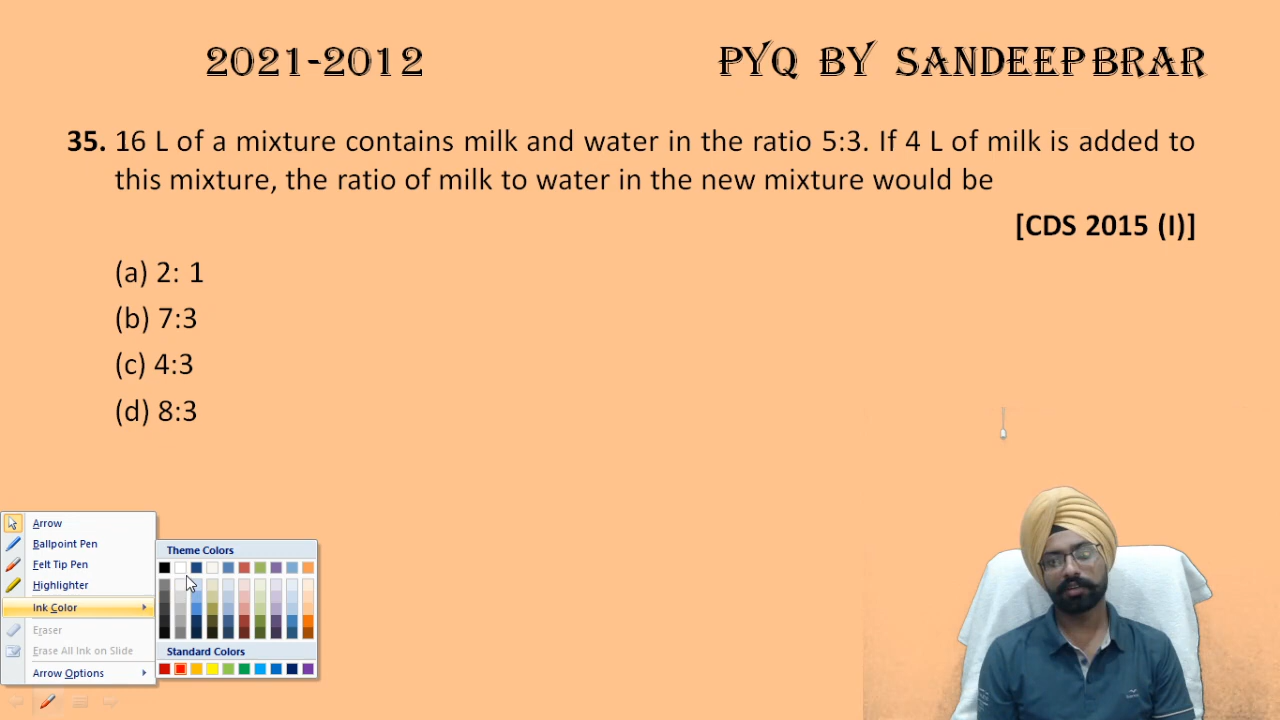 2021-2012
PYQ BY SANDEEPBRAR
35. 16 L of a mixture contains milk and water in the ratio 5:3. If 4 L of milk is added to
this mixture, the ratio of milk to water in the new mixture would be
[CDS 2015 (I)]
(a) 2: 1
(b) 7:3
(c) 4:3
(d) 8:3
Arrow
Ballpoint Pen
Felt Tip Pen
Highlighter
Ink Color
Eraser
Erase All Ink on Slide
Arrow Options
Theme Colors
Standard Colors